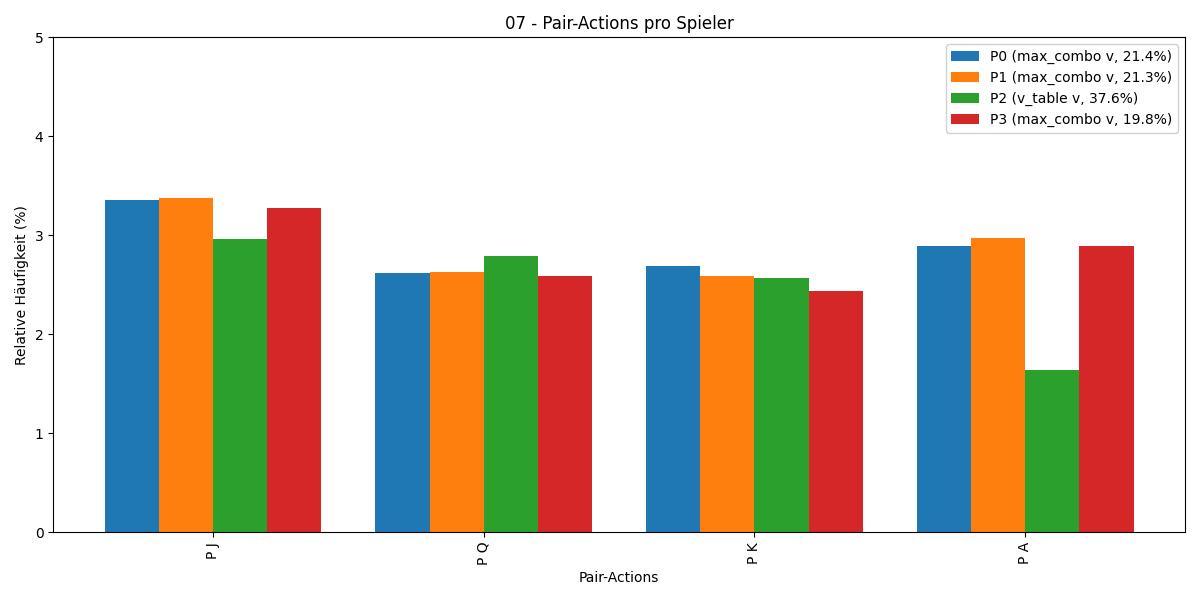 07 - Pair-Actions pro Spieler
5
4
3
2
1
0
Relative Häufigkeit (%)
P0 (max_combo v, 21.4%)
P1 (max_combo v, 21.3%)
P2 (v_table v, 37.6%)
P3 (max_combo v, 19.8%)
P J
P Q
P K
P A
Pair-Actions